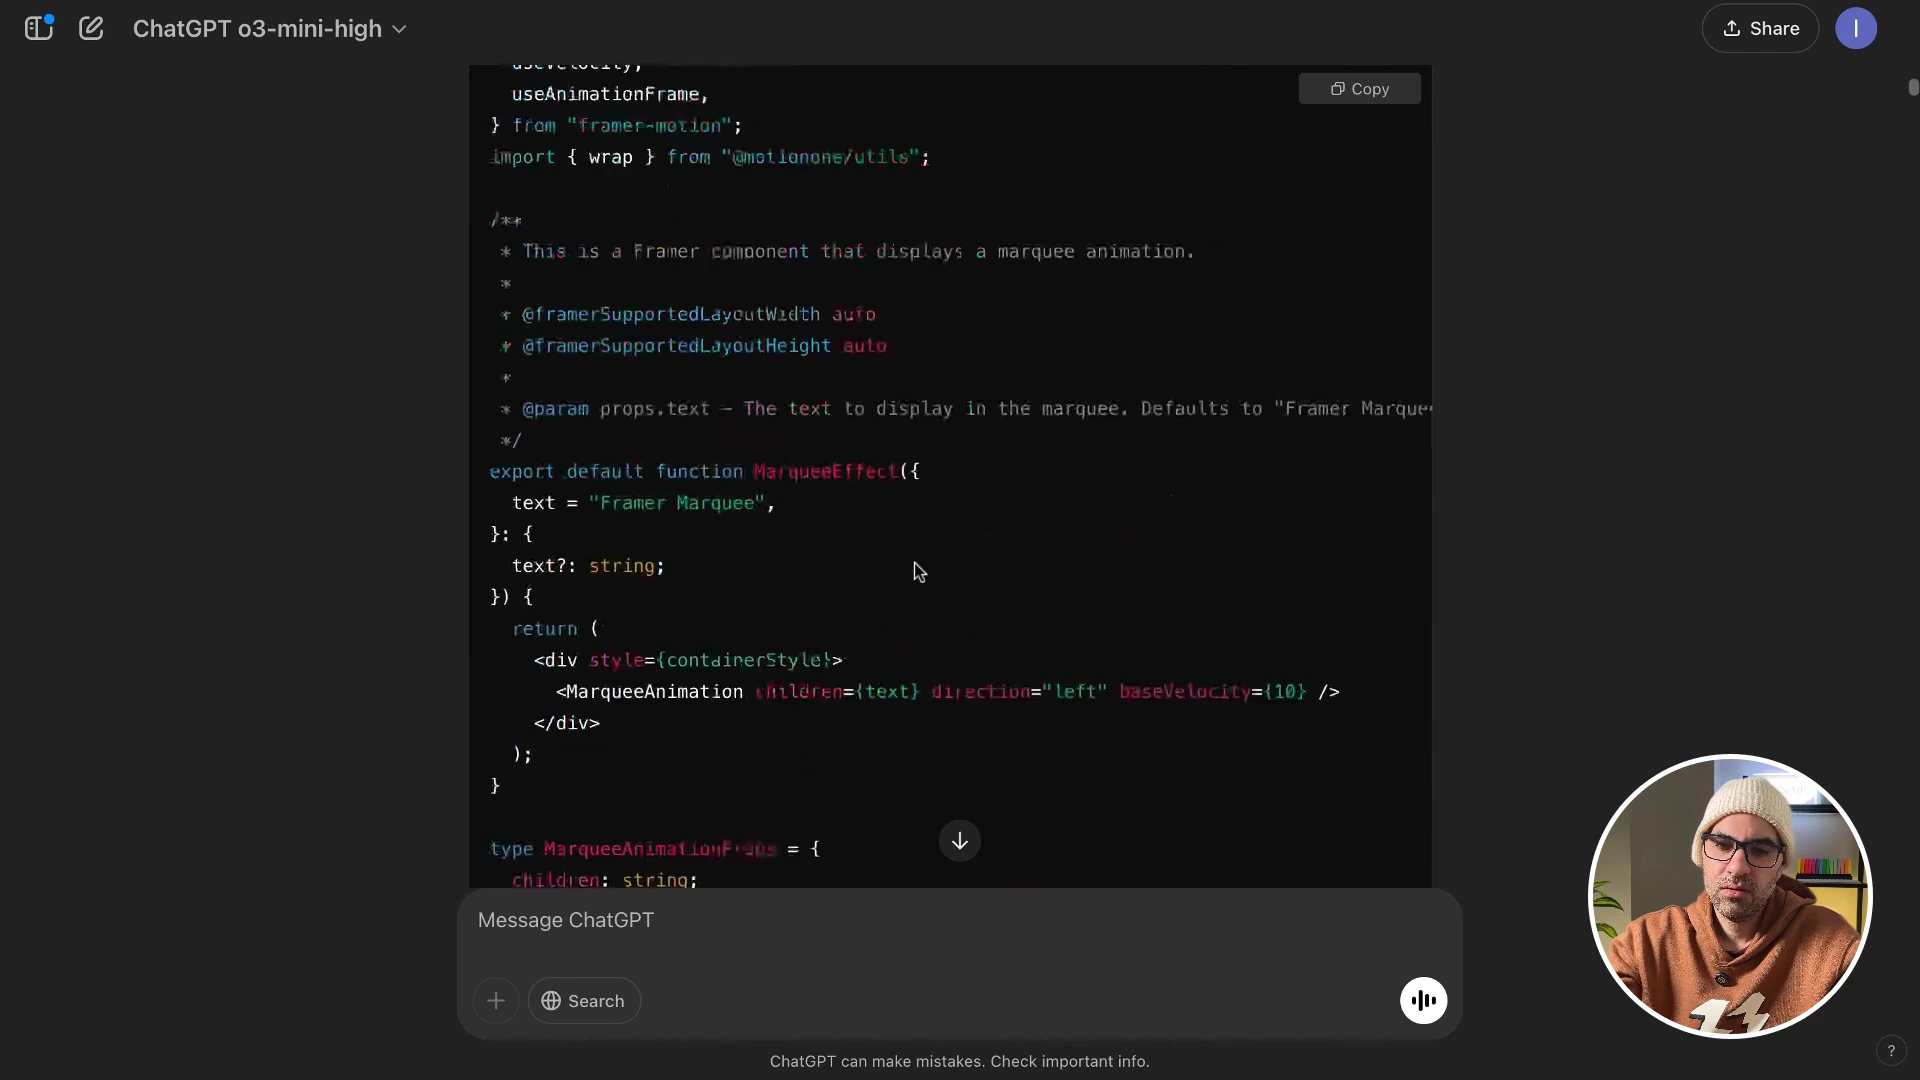 ChatGPT o3-mini-high
Share
I
useVelocity,
useAnimationFrame,
Copy
} from "framer-motion";
import { wrap } from "@motionone/utils";
/**
* This is a Framer component that displays a marquee animation.
*
* @framerSupportedLayoutWidth auto
* @framerSupportedLayoutHeight auto
*
* @param props.text – The text to display in the marquee. Defaults to "Framer Marque
*/
export default function MarqueeEffect({
text = "Framer Marquee",
}: {
text?: string;
}) {
return (
<div style={containerStyle}>
<MarqueeAnimation children={text} direction="left" baseVelocity={10} />
</div>
);
}
type MarqueeAnimationProps = {
children: string;
Message ChatGPT
Search
ChatGPT can make mistakes. Check important info.
?